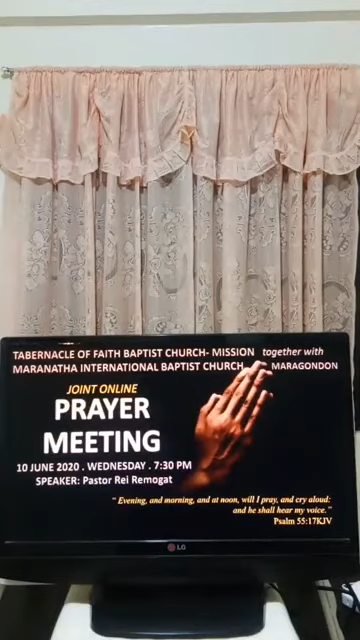 TABERNACLE OF FAITH BAPTIST CHURCH- MISSION together with
MARANATHA INTERNATIONAL BAPTIST CHURCH MARAGONDON
JOINT ONLINE
PRAYER
MEETING
10 JUNE 2020 . WEDNESDAY . 7:30 PM
SPEAKER: Pastor Rei Remogat
" Evening, and morning, and at noon, will I pray, and cry aloud:
and he shall hear my voice."
Psalm 55:17KJV
LG